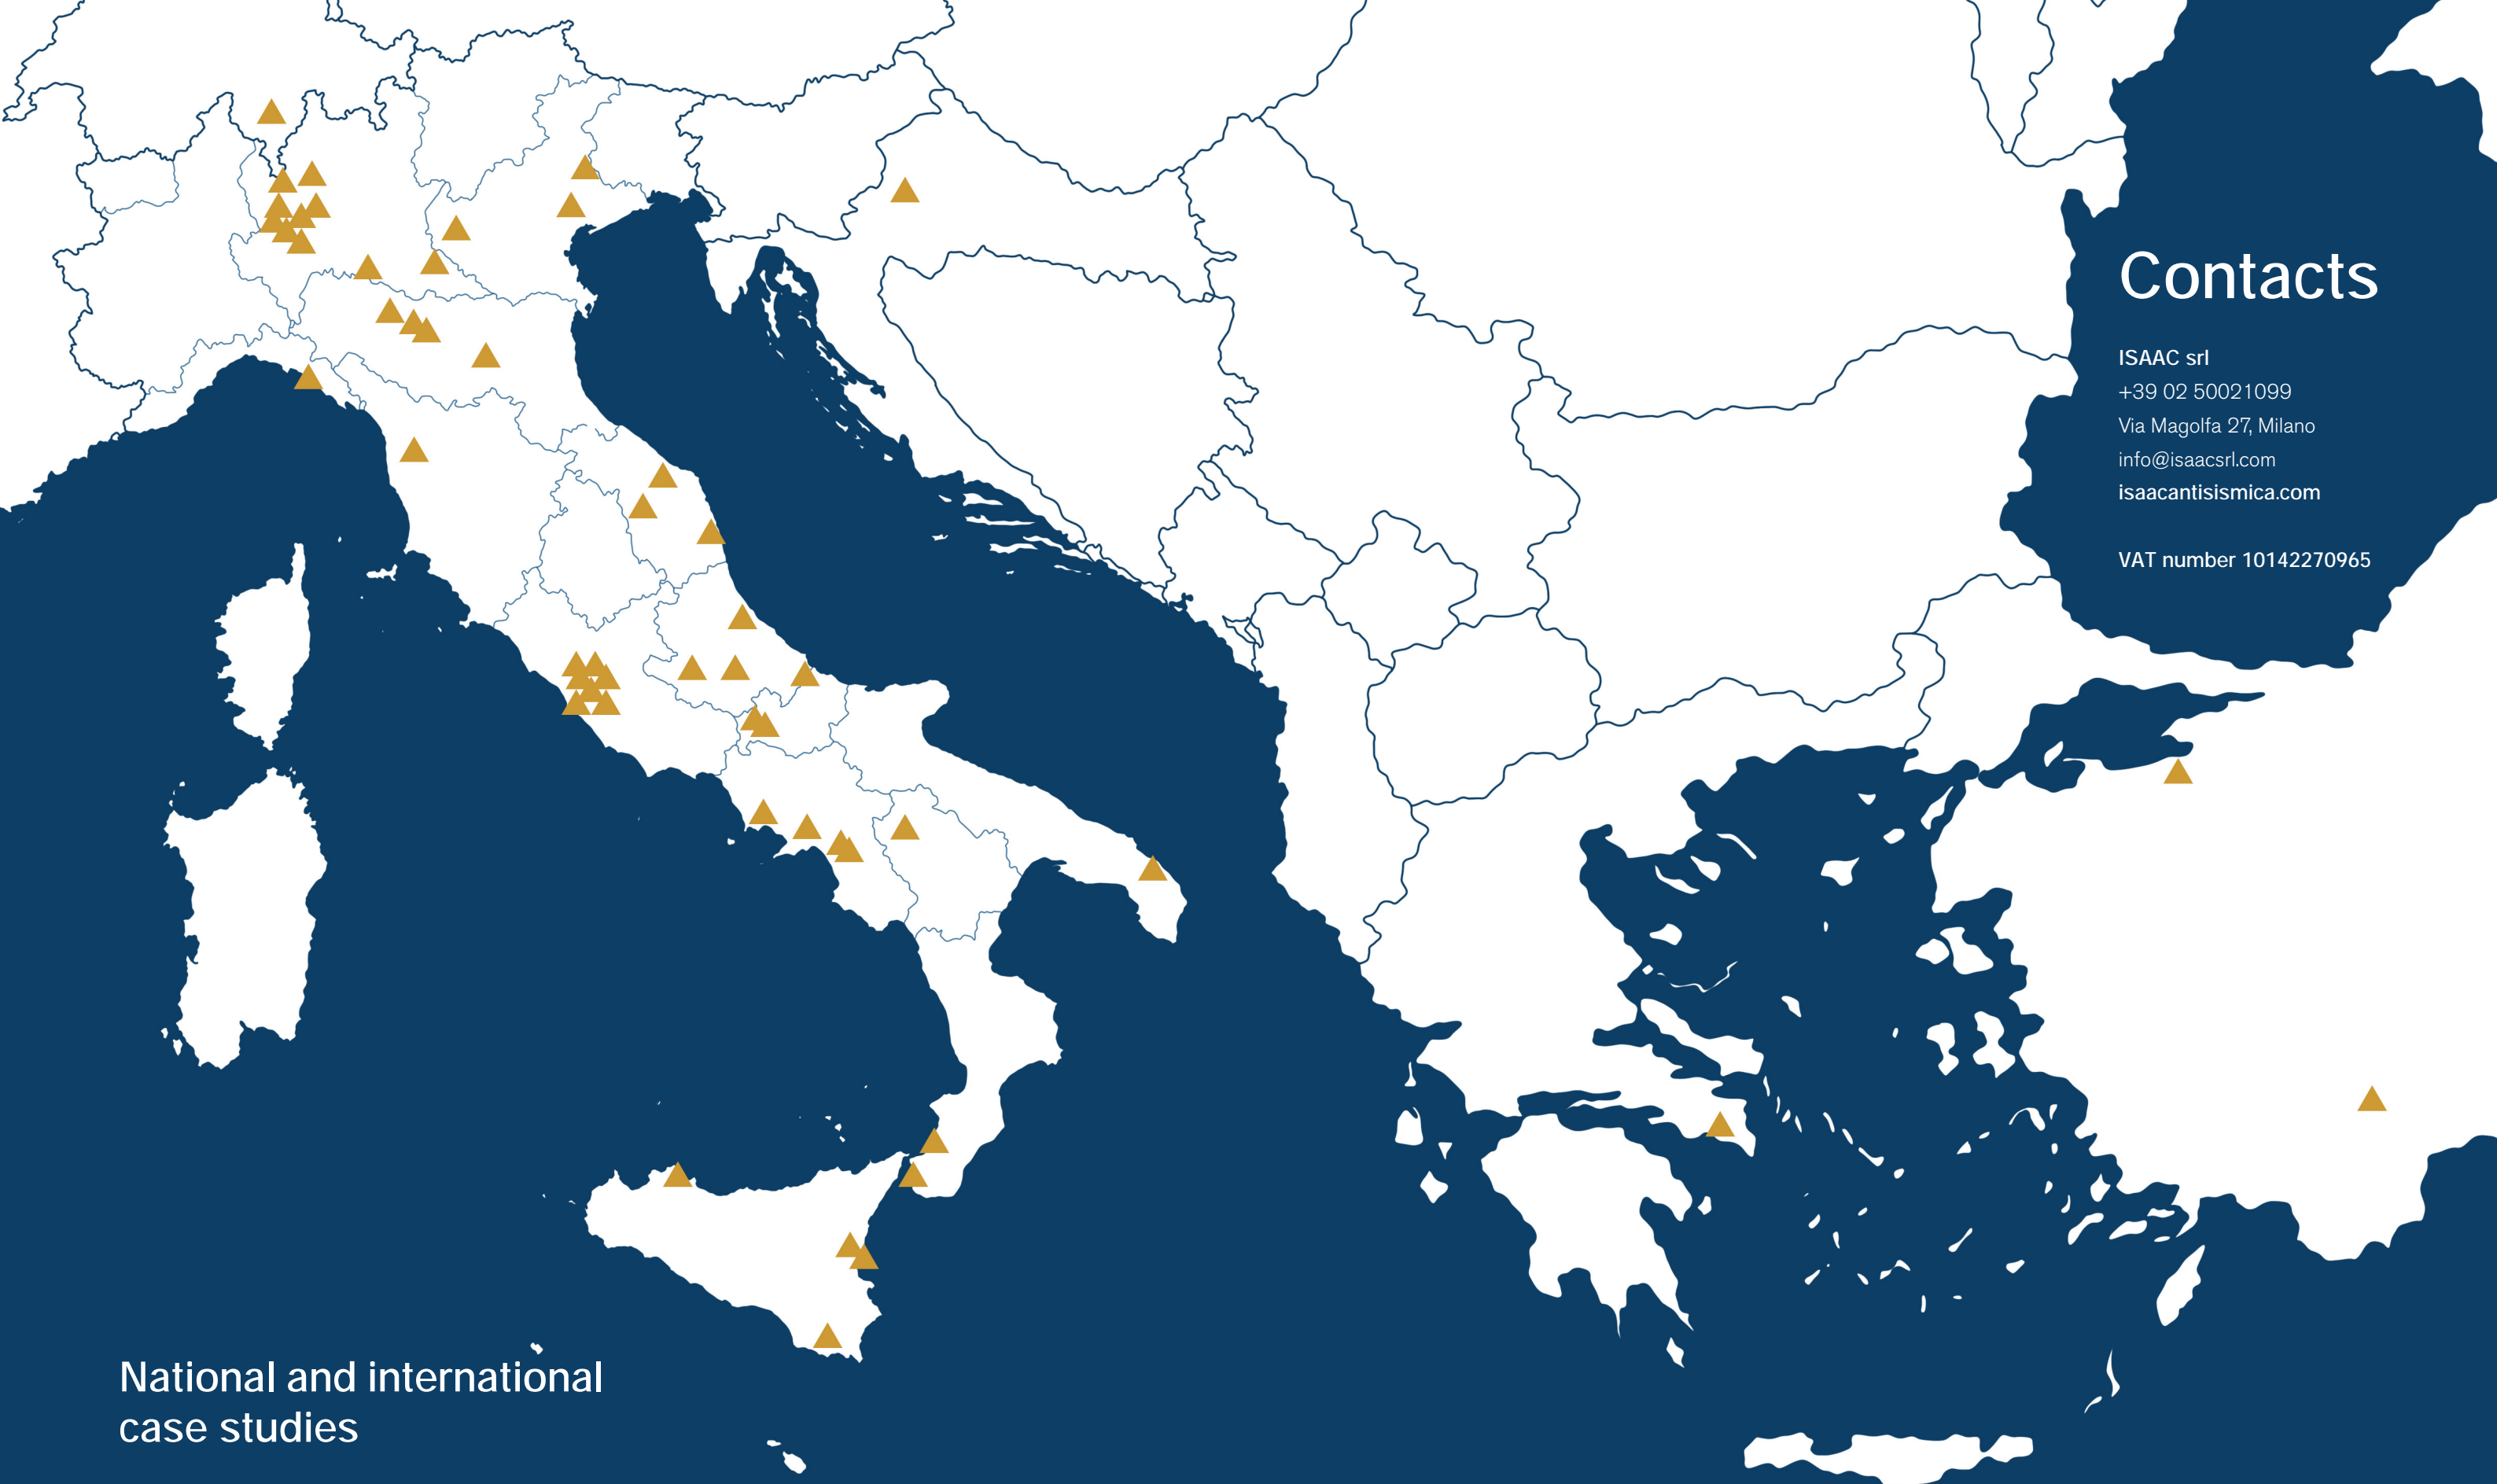 Contacts
ISAAC srl
+39 02 50021099
Via Magolfa 27, Milano
info@isaacsrl.com
isaacantisismica.com
VAT number 10142270965
National and international
case studies